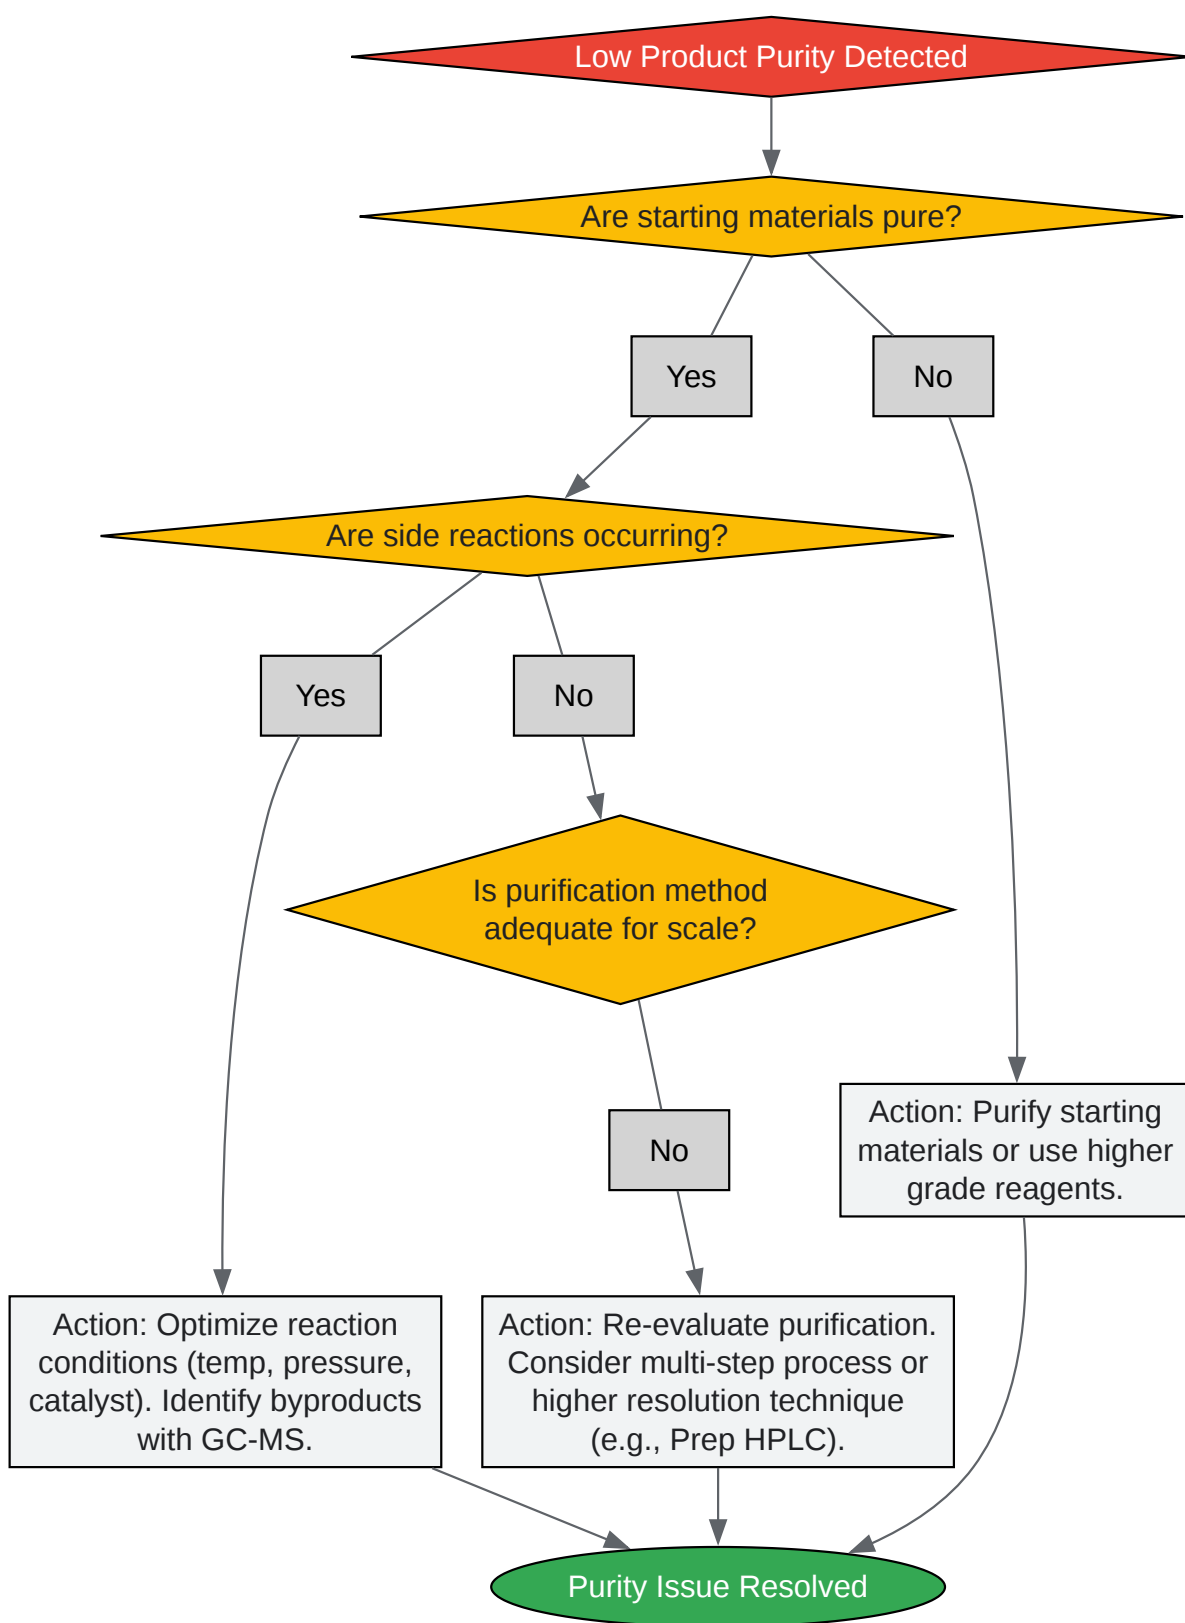 Low Product Purity Detected
Are starting materials pure?
Yes
No
Are side reactions occurring?
Yes
No
Is purification method
adequate for scale?
No
Action: Purify starting
materials or use higher
grade reagents.
Action: Optimize reaction
conditions (temp, pressure,
catalyst). Identify byproducts
with GC-MS.
Action: Re-evaluate purification.
Consider multi-step process or
higher resolution technique
(e.g., Prep HPLC).
Purity Issue Resolved